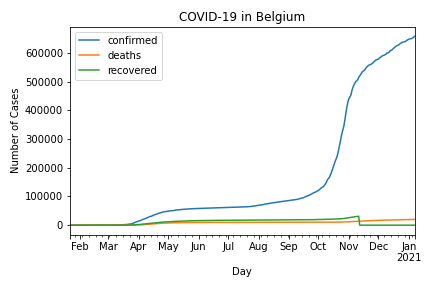 COVID-19 in Belgium
confirmed
deaths
recovered
Number of Cases
600000
500000
400000
300000
200000
100000
0
Feb Mar Apr May Jun Jul Aug Sep Oct Nov Dec Jan
2021
Day